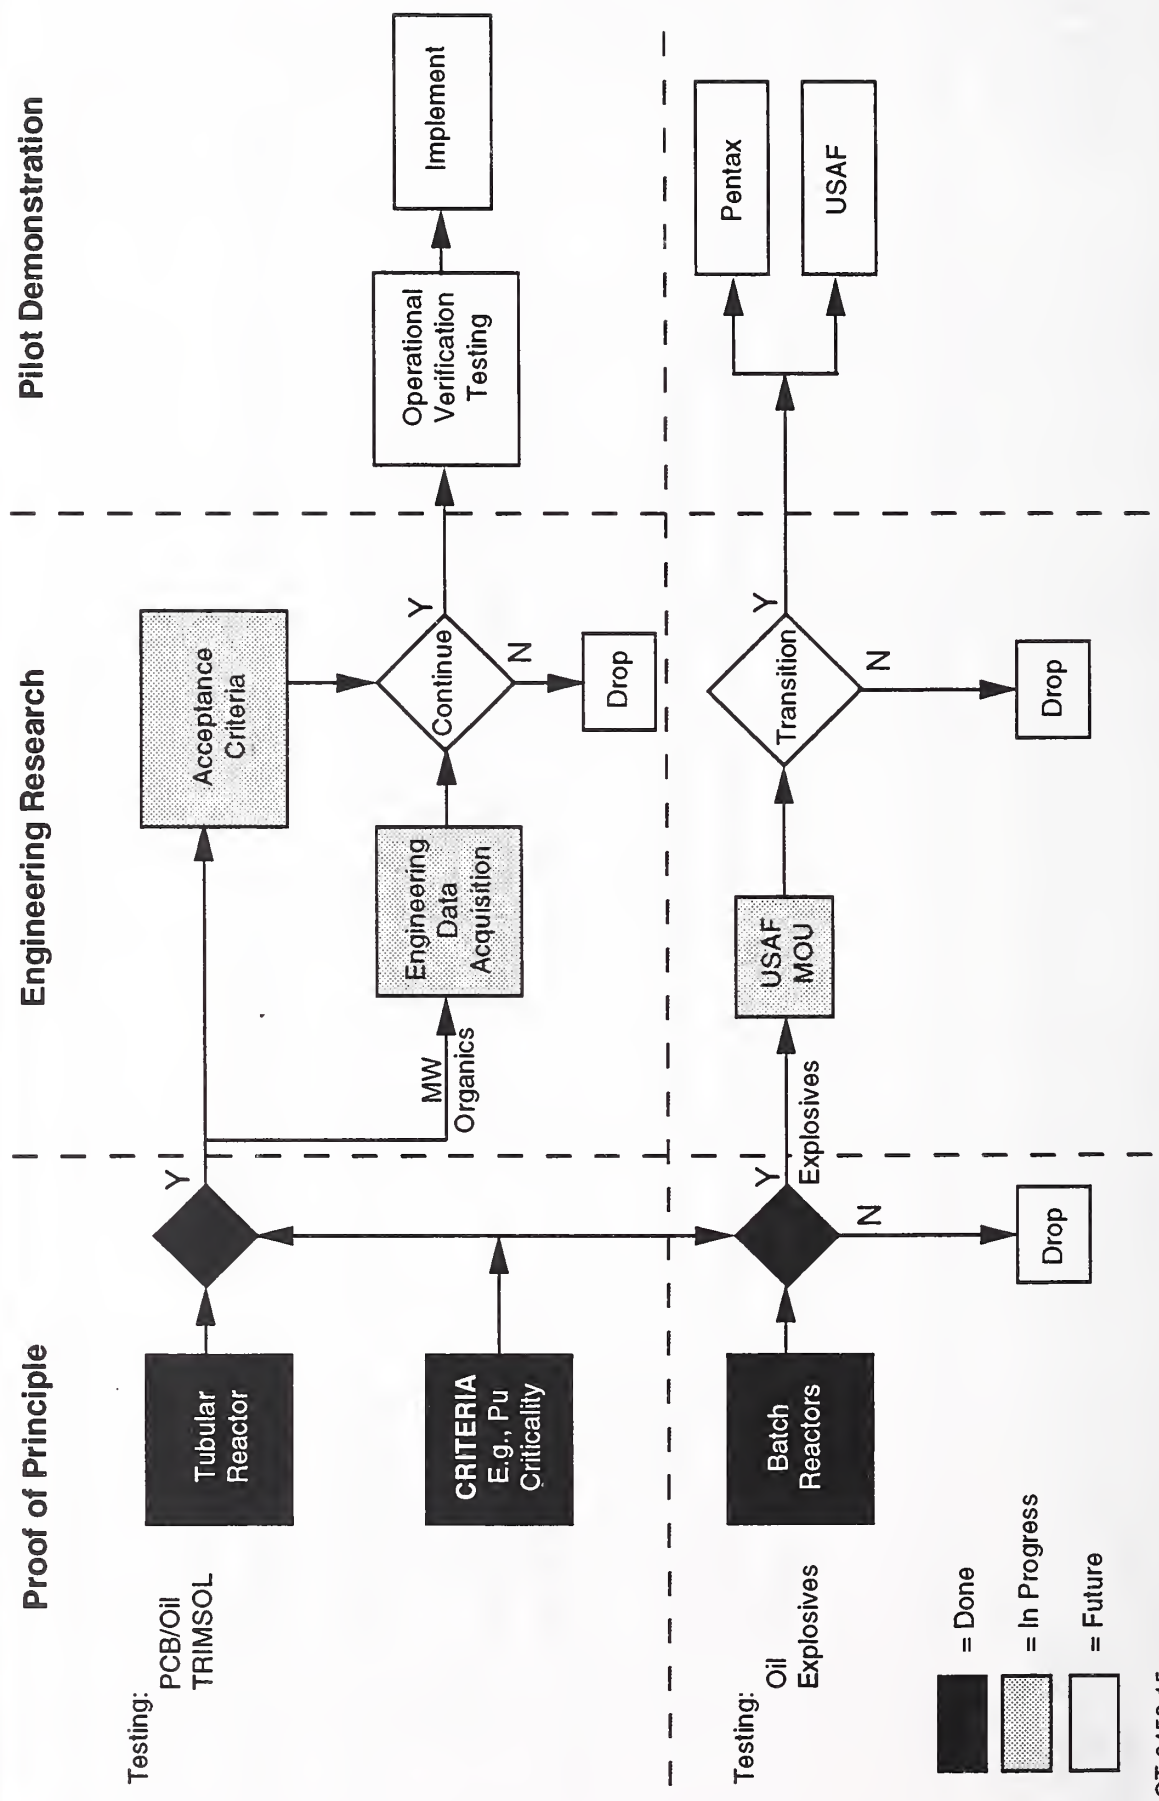 Proof of Principle
Engineering Research
Pilot Demonstration
Testing:
PCB/Oil
TRIMSOL
Tubular
Reactor
Y
Acceptance
Criteria
CRITERIA
E.g., Pu
Criticality
MW
Organics
Engineering
Data
Acquisition
Continue
Y
N
Drop
Operational
Verification
Testing
Implement
Testing:
Oil
Explosives
Batch
Reactors
Y
Explosives
N
Drop
USAF
MOU
Transition
Y
N
Drop
Pentax
USAF
= Done
= In Progress
= Future